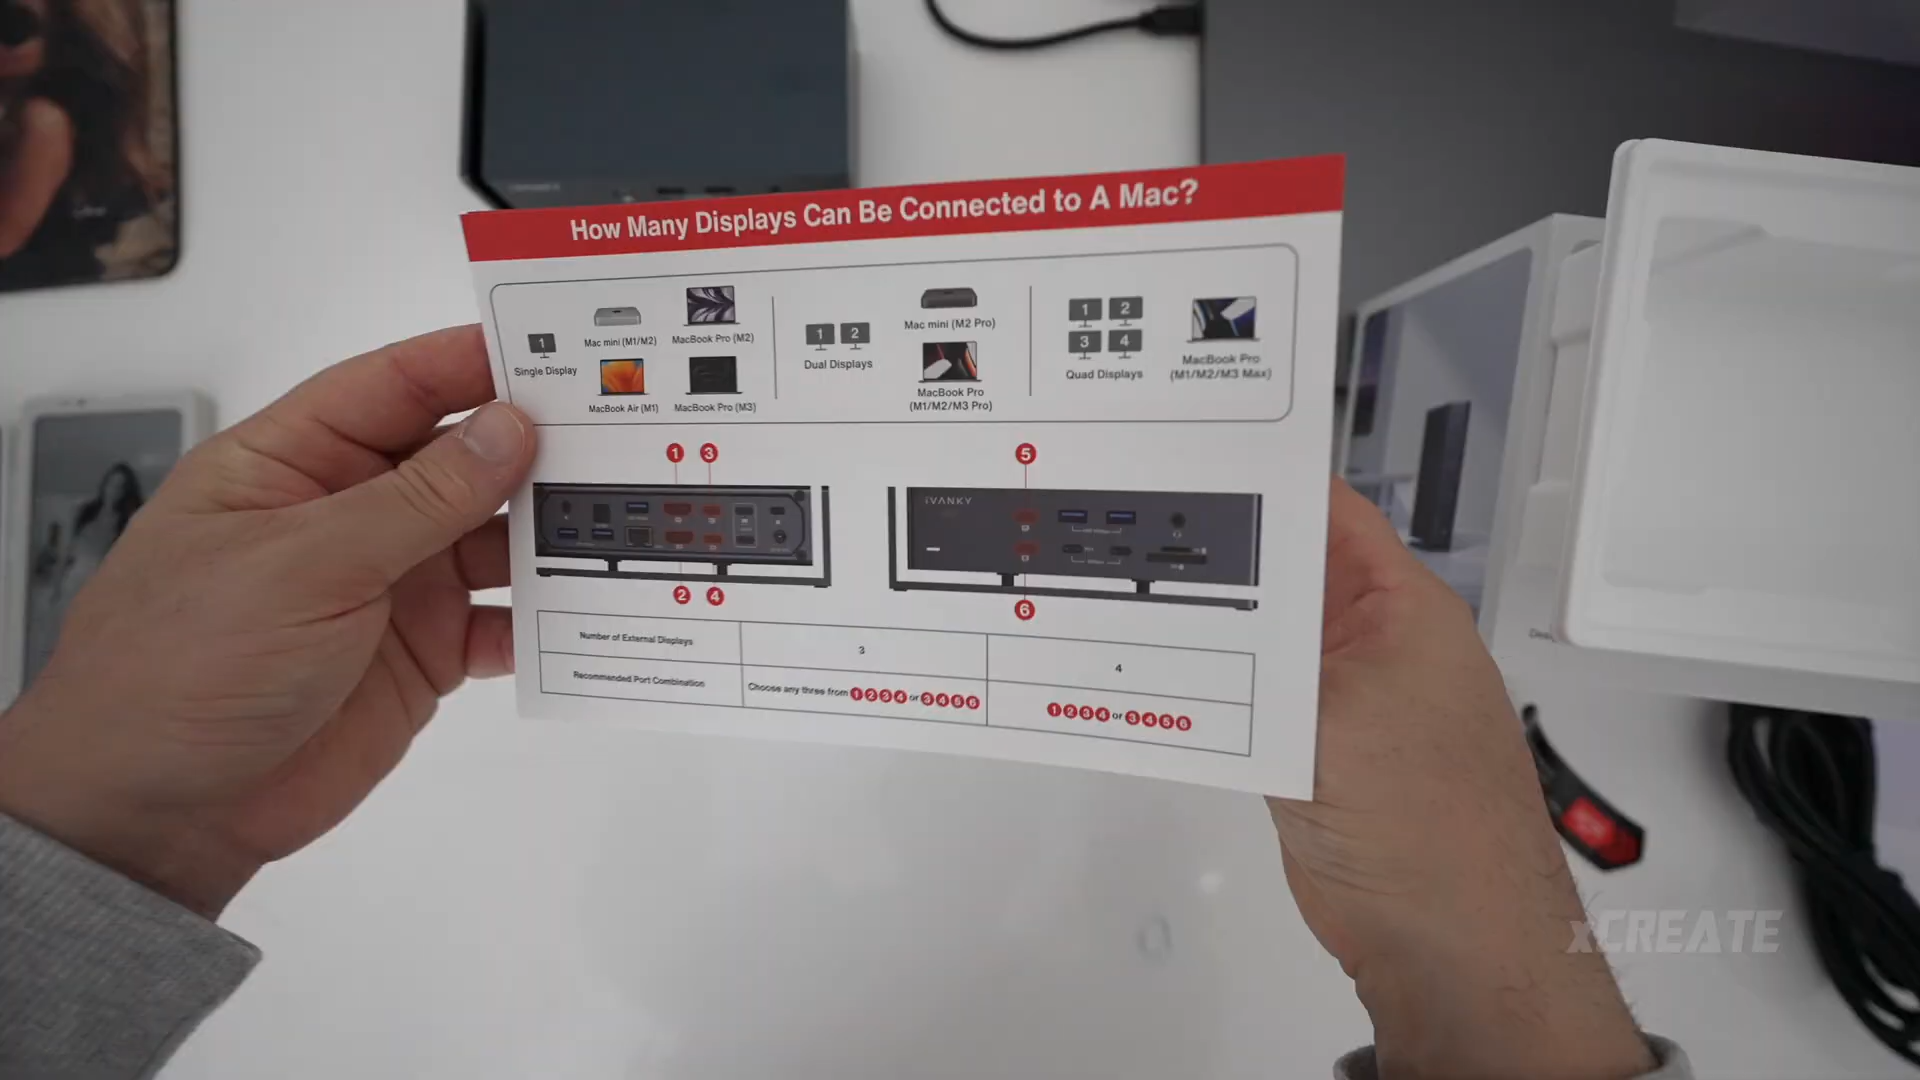 How Many Displays Can Be Connected to A Mac?
1
Single Display
Mac mini (M1/M2)
MacBook Pro (M2)
MacBook Air (M1)
MacBook Pro (M3)
1 2
Dual Displays
Mac mini (M2 Pro)
MacBook Pro
(M1/M2/M3 Pro)
1 2
3 4
Quad Displays
MacBook Pro
(M1/M2/M3 Max)
1 3
5
iVANKY
2 4
6
Number of External Displays
3
4
Recommended Port Combination
Choose any three from 1 2 3 4 or 3 4 5 6
1 2 3 4 or 3 4 5 6
xCREATE